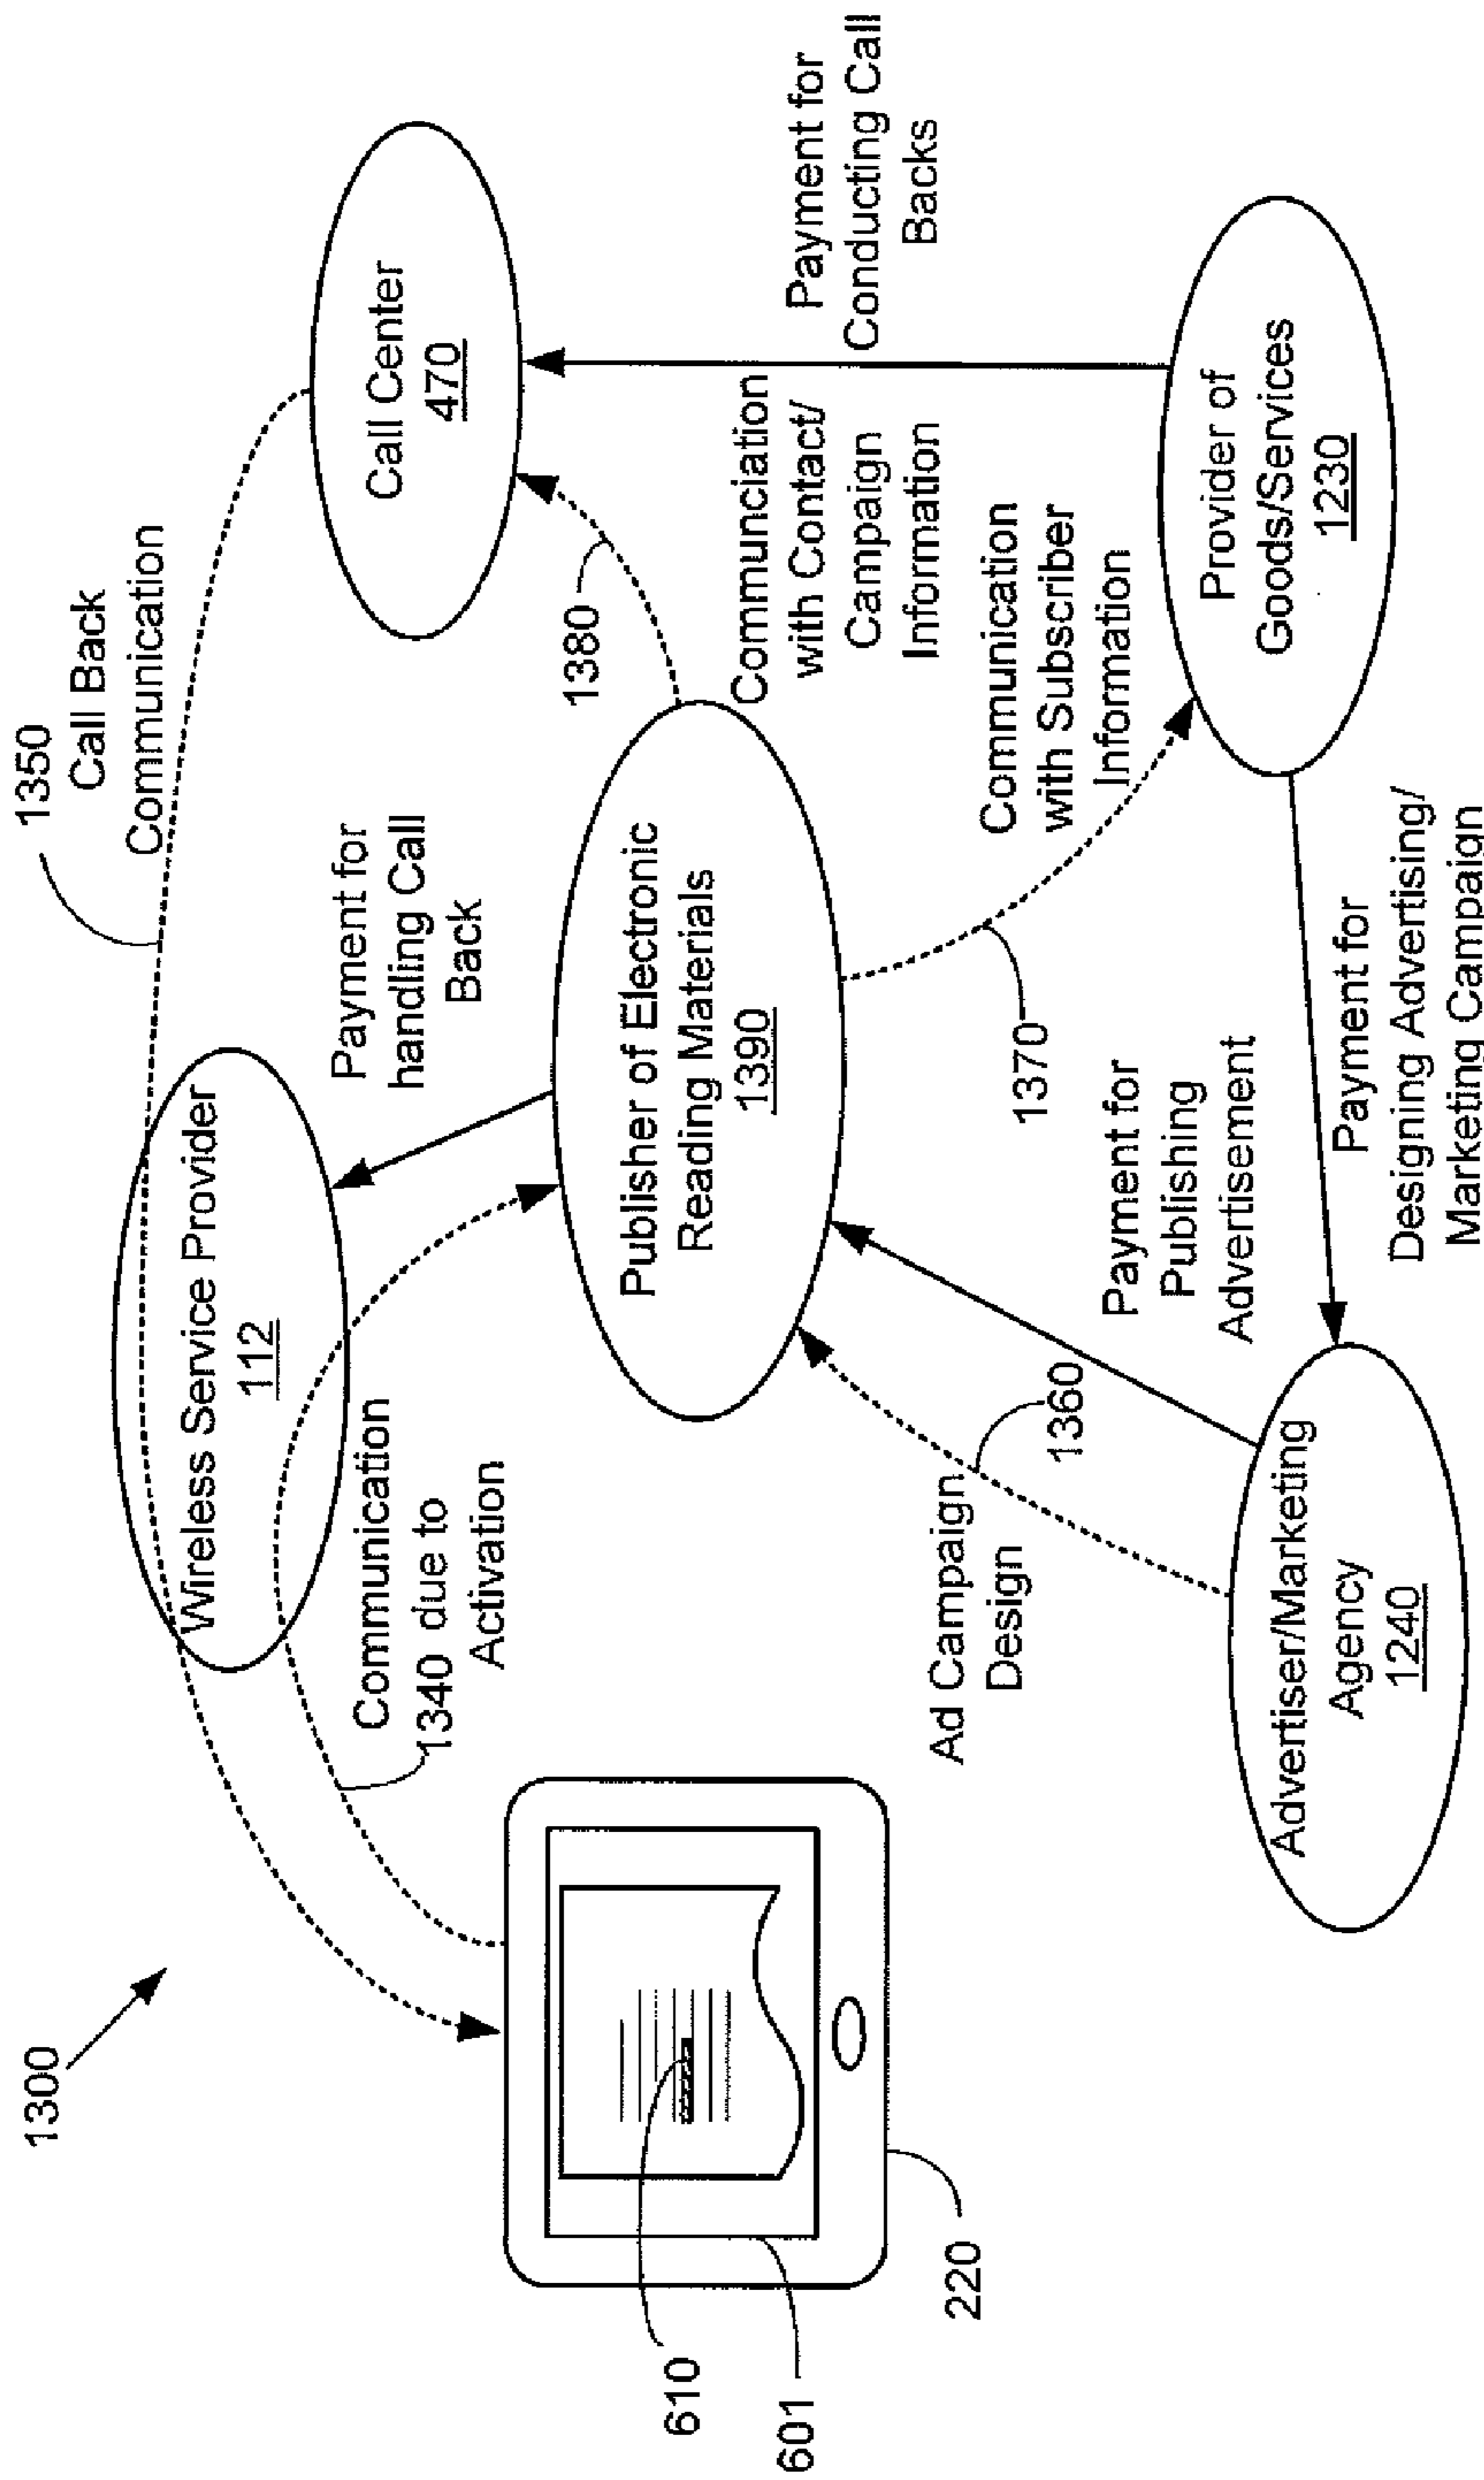 1300
1350
Call Back
Communication
Wireless Service Provider
112
Payment for
handling Call
Back
Call Center
470
Communication
1340 due to
Activation
1380
Publisher of Electronic
Reading Materials
1390
Communciation
with Contact/
Campaign
Information
Payment for
Conducting Call
Backs
610
601
220
Ad Campaign
Design
1360
Payment for
Publishing
Advertisement
1370
Communication
with Subscriber
Information
Provider of
Goods/Services
1230
Advertiser/Marketing
Agency
1240
Payment for
Designing Advertising/
Marketing Campaign